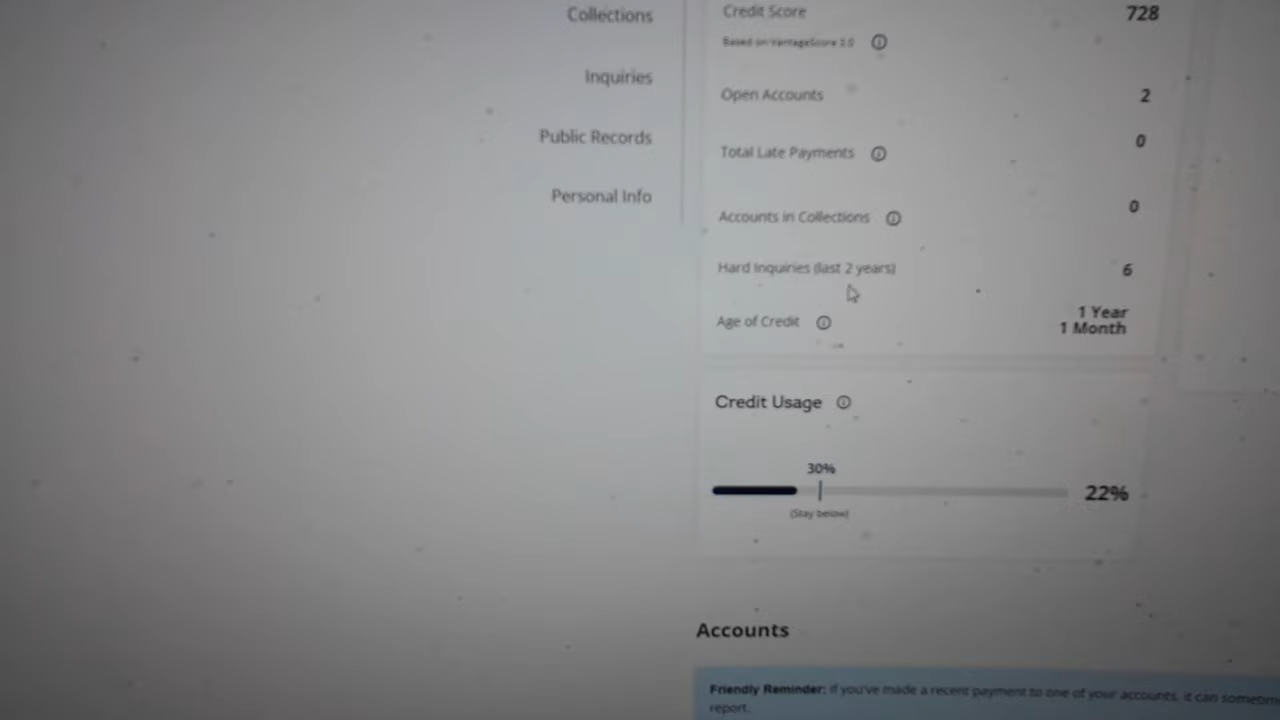 Collections
Inquiries
Public Records
Personal Info
Credit Score 728
Based on VantageScore 3.0
Open Accounts 2
Total Late Payments 0
Accounts in Collections 0
Hard Inquiries (last 2 years) 6
Age of Credit 1 Year
1 Month
Credit Usage
30%
22%
(Stay below)
Accounts
Friendly Reminder: If you've made a recent payment to one of your accounts, it can
report.